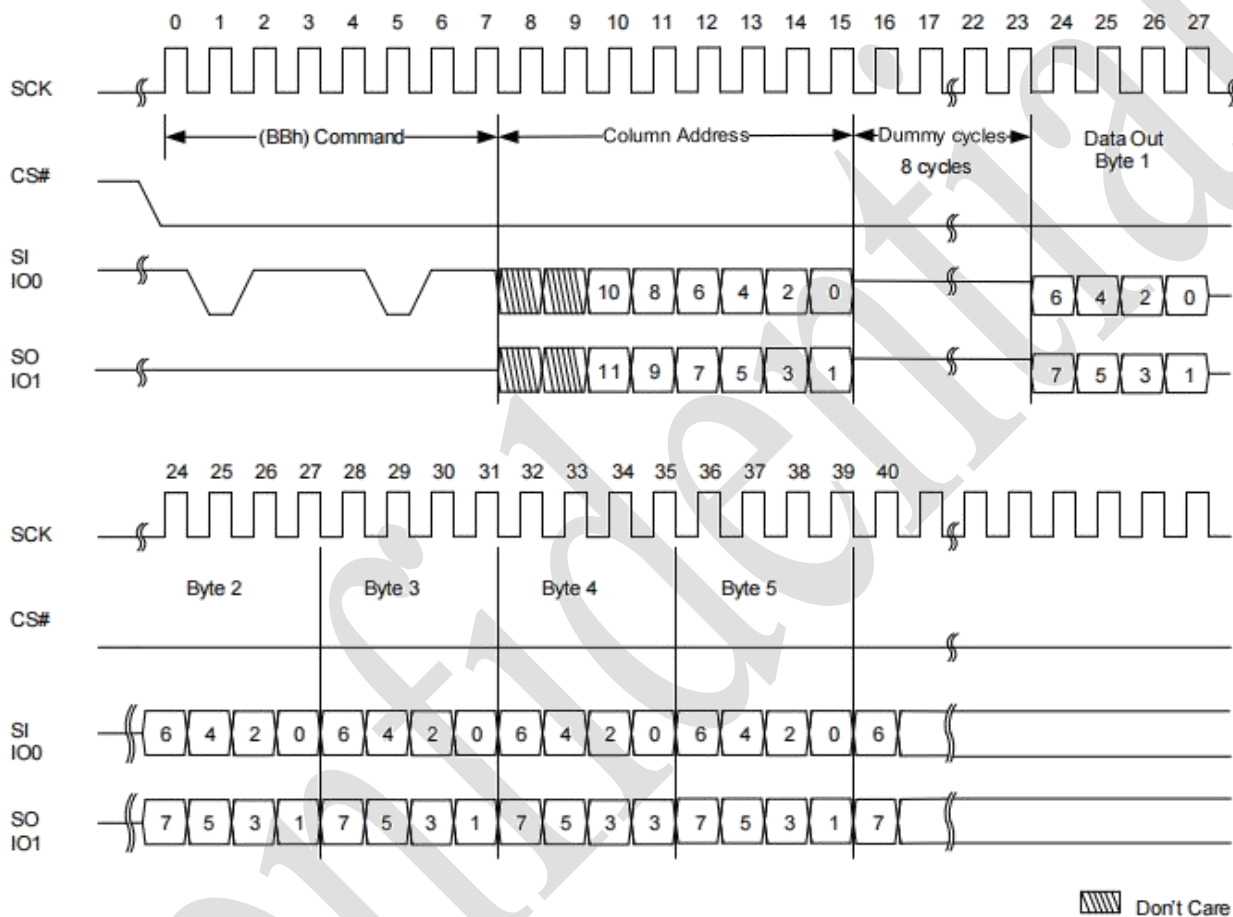 0 1 2 3 4 5 6 7 8 9 10 11 12 13 14 15 16 17 22 23 24 25 26 27
SCK
(BBh) Command Column Address Dummy cycles Data Out
8 cycles Byte 1
CS#
SI
IO0
10 8 6 4 2 0 6 4 2 0
SO
IO1
11 9 7 5 3 1 7 5 3 1
24 25 26 27 28 29 30 31 32 33 34 35 36 37 38 39 40
SCK
Byte 2 Byte 3 Byte 4 Byte 5
CS#
SI
IO0
6 4 2 0 6 4 2 0 6 4 2 0 6 4 2 0 6
SO
IO1
7 5 3 1 7 5 3 1 7 5 3 3 7 5 3 1 7
Don't Care
onfidential